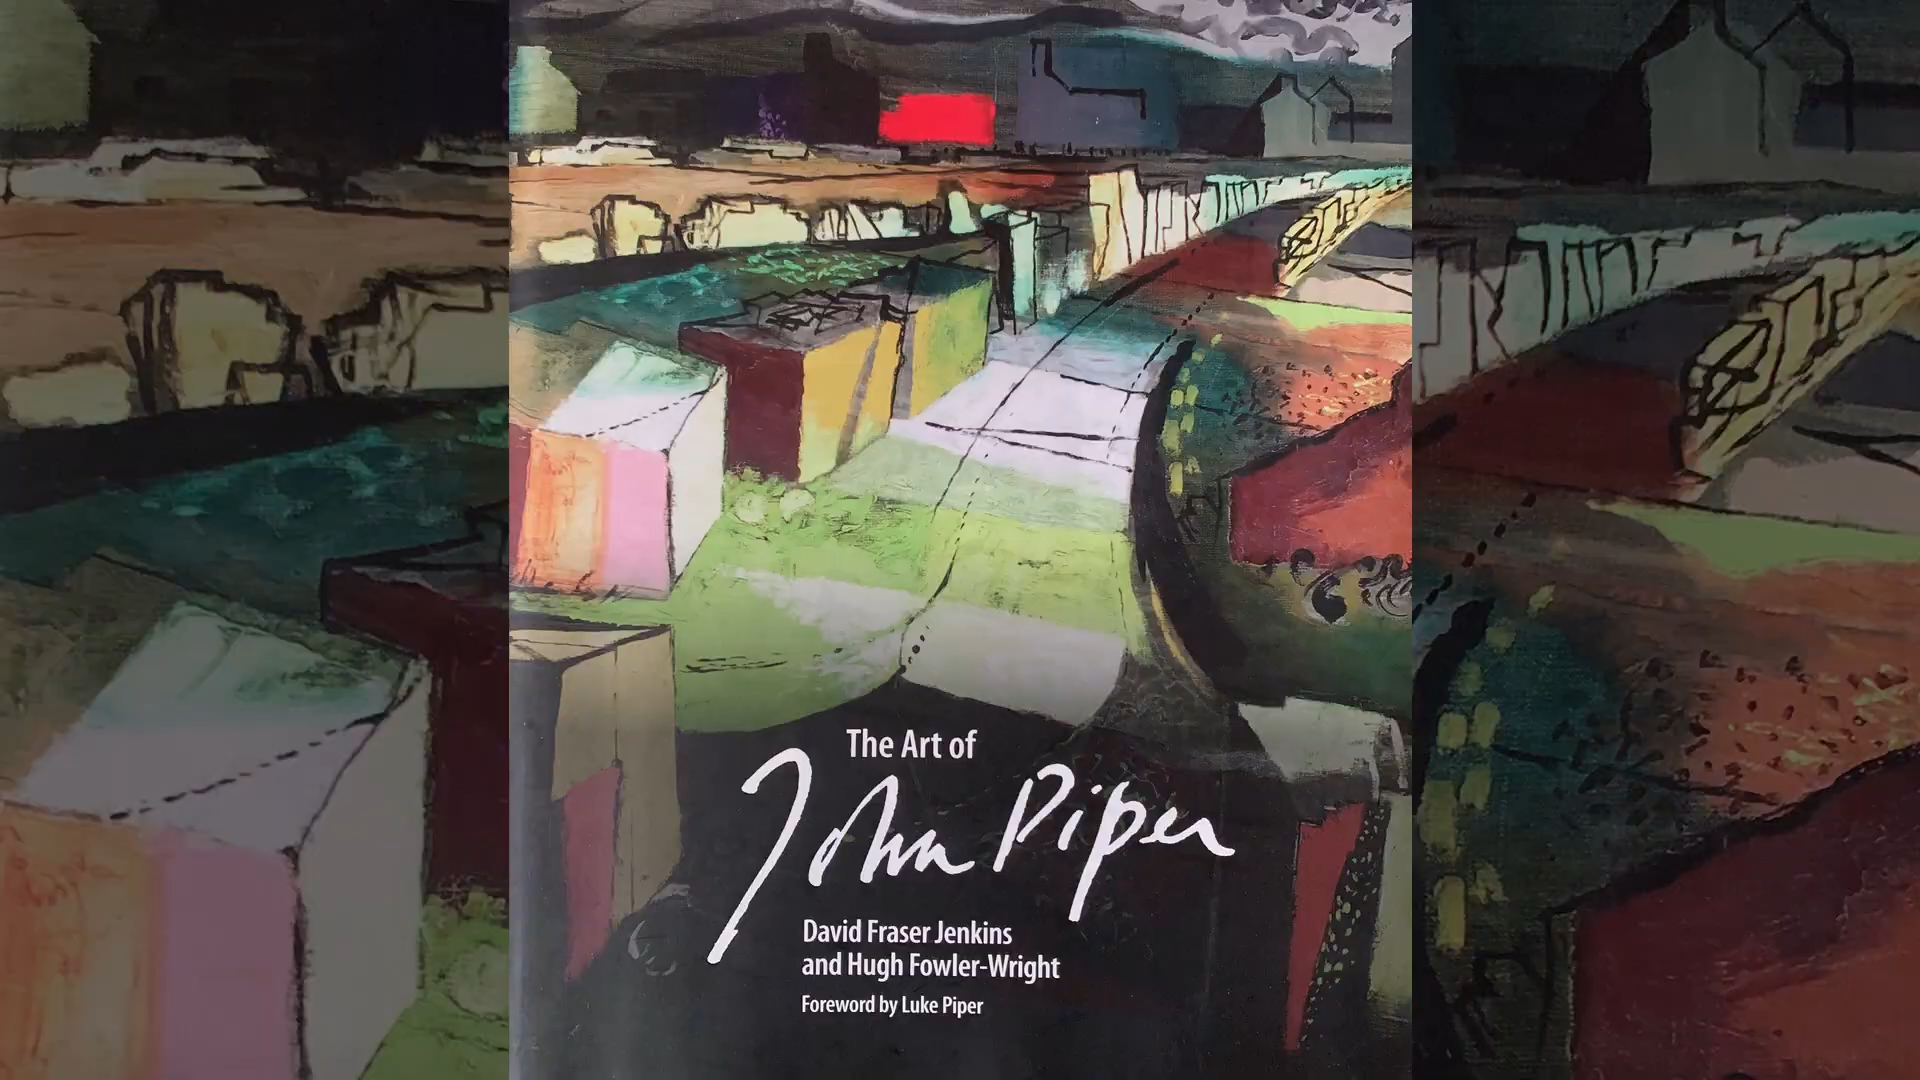 The Art of
John Piper
David Fraser Jenkins
and Hugh Fowler-Wright
Foreword by Luke Piper